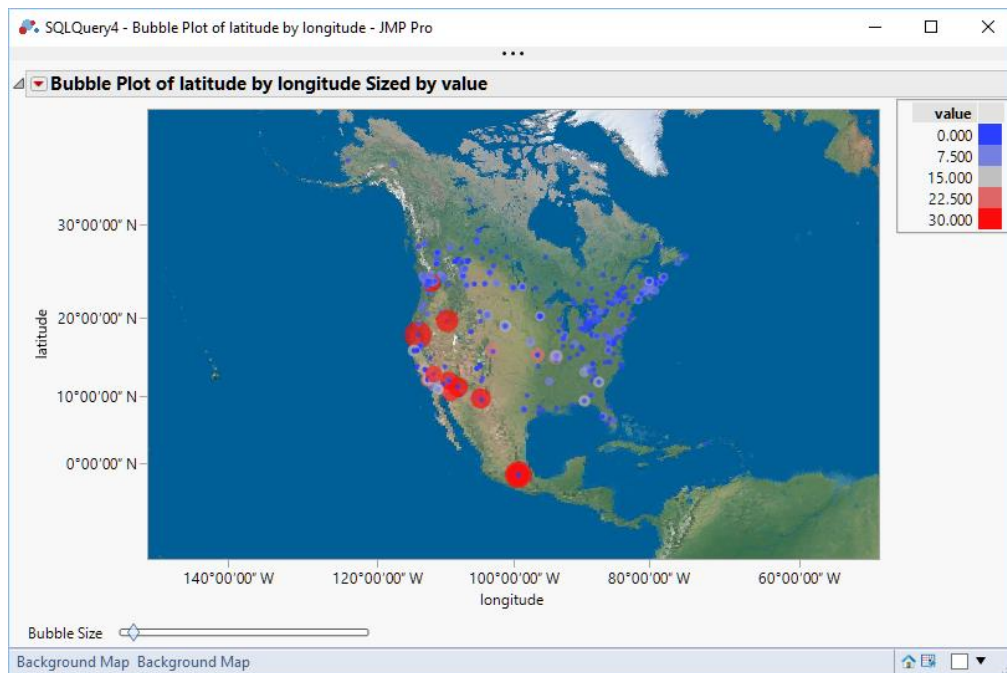 SQLQuery4 - Bubble Plot of latitude by longitude - JMP Pro
Bubble Plot of latitude by longitude Sized by value
value
0.000
7.500
15.000
22.500
30.000
30°00'00" N
20°00'00" N
10°00'00" N
0°00'00" N
latitude
140°00'00" W
120°00'00" W
100°00'00" W
80°00'00" W
60°00'00" W
longitude
Bubble Size
Background Map Background Map